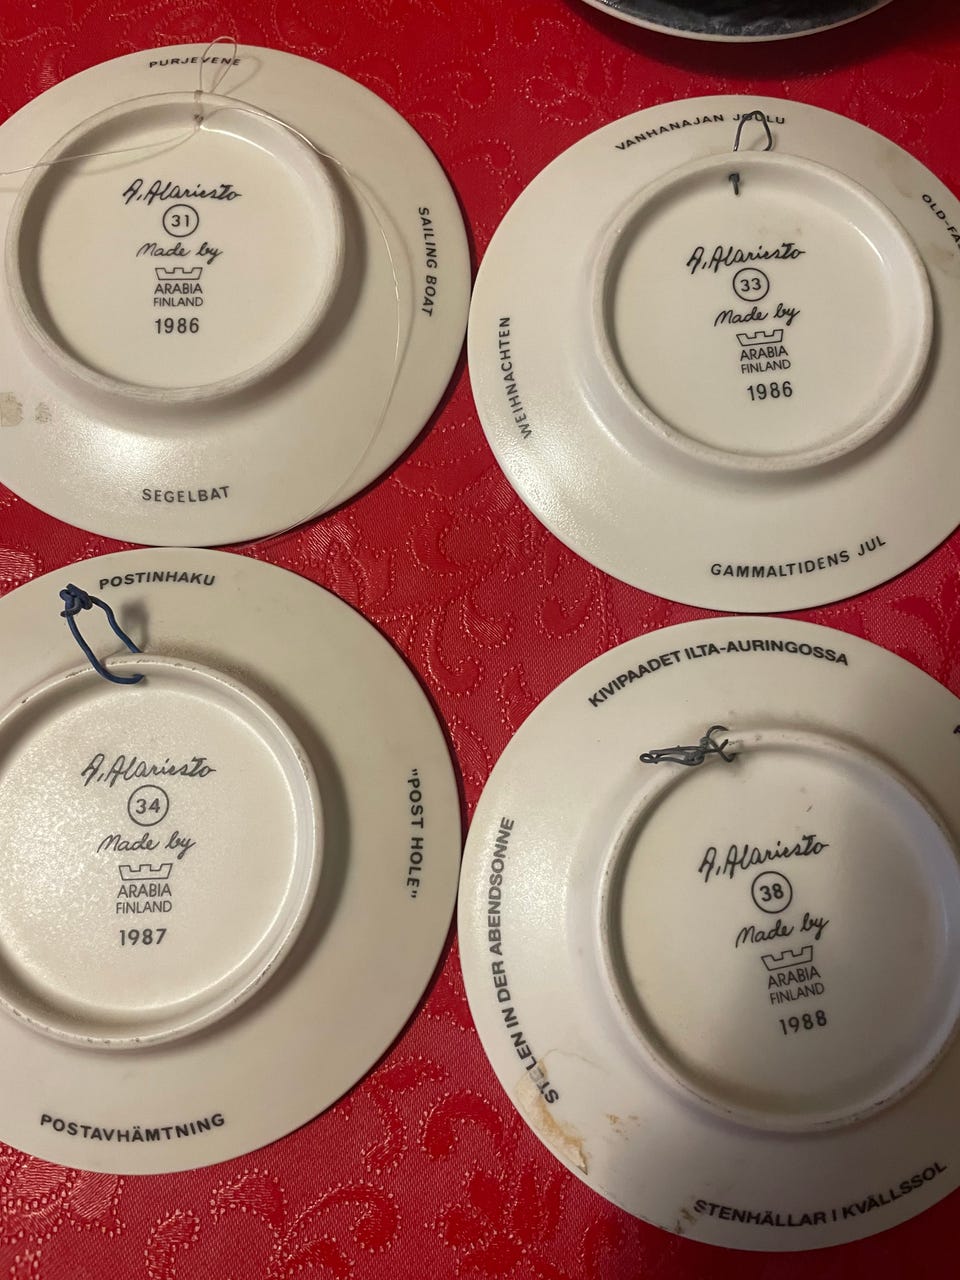 PURJEVENE
A. Alariesto
31
Made by
ARABIA
FINLAND
1986
SAILING BOAT
SEGELBAT
VANHANAJAN JOULU
A. Alariesto
33
Made by
ARABIA
FINLAND
1986
WEIHNACHTEN
GAMMALTIDENS JUL
POSTINHAKU
A. Alariesto
34
Made by
ARABIA
FINLAND
1987
"POST HOLE"
POSTAVHÄMTNING
KIVIPAADET ILTA-AURINGOSSA
A. Alariesto
38
Made by
ARABIA
FINLAND
1988
STELEN IN DER ABENDSONNE
STENHÄLLAR I KVÄLLSSOL